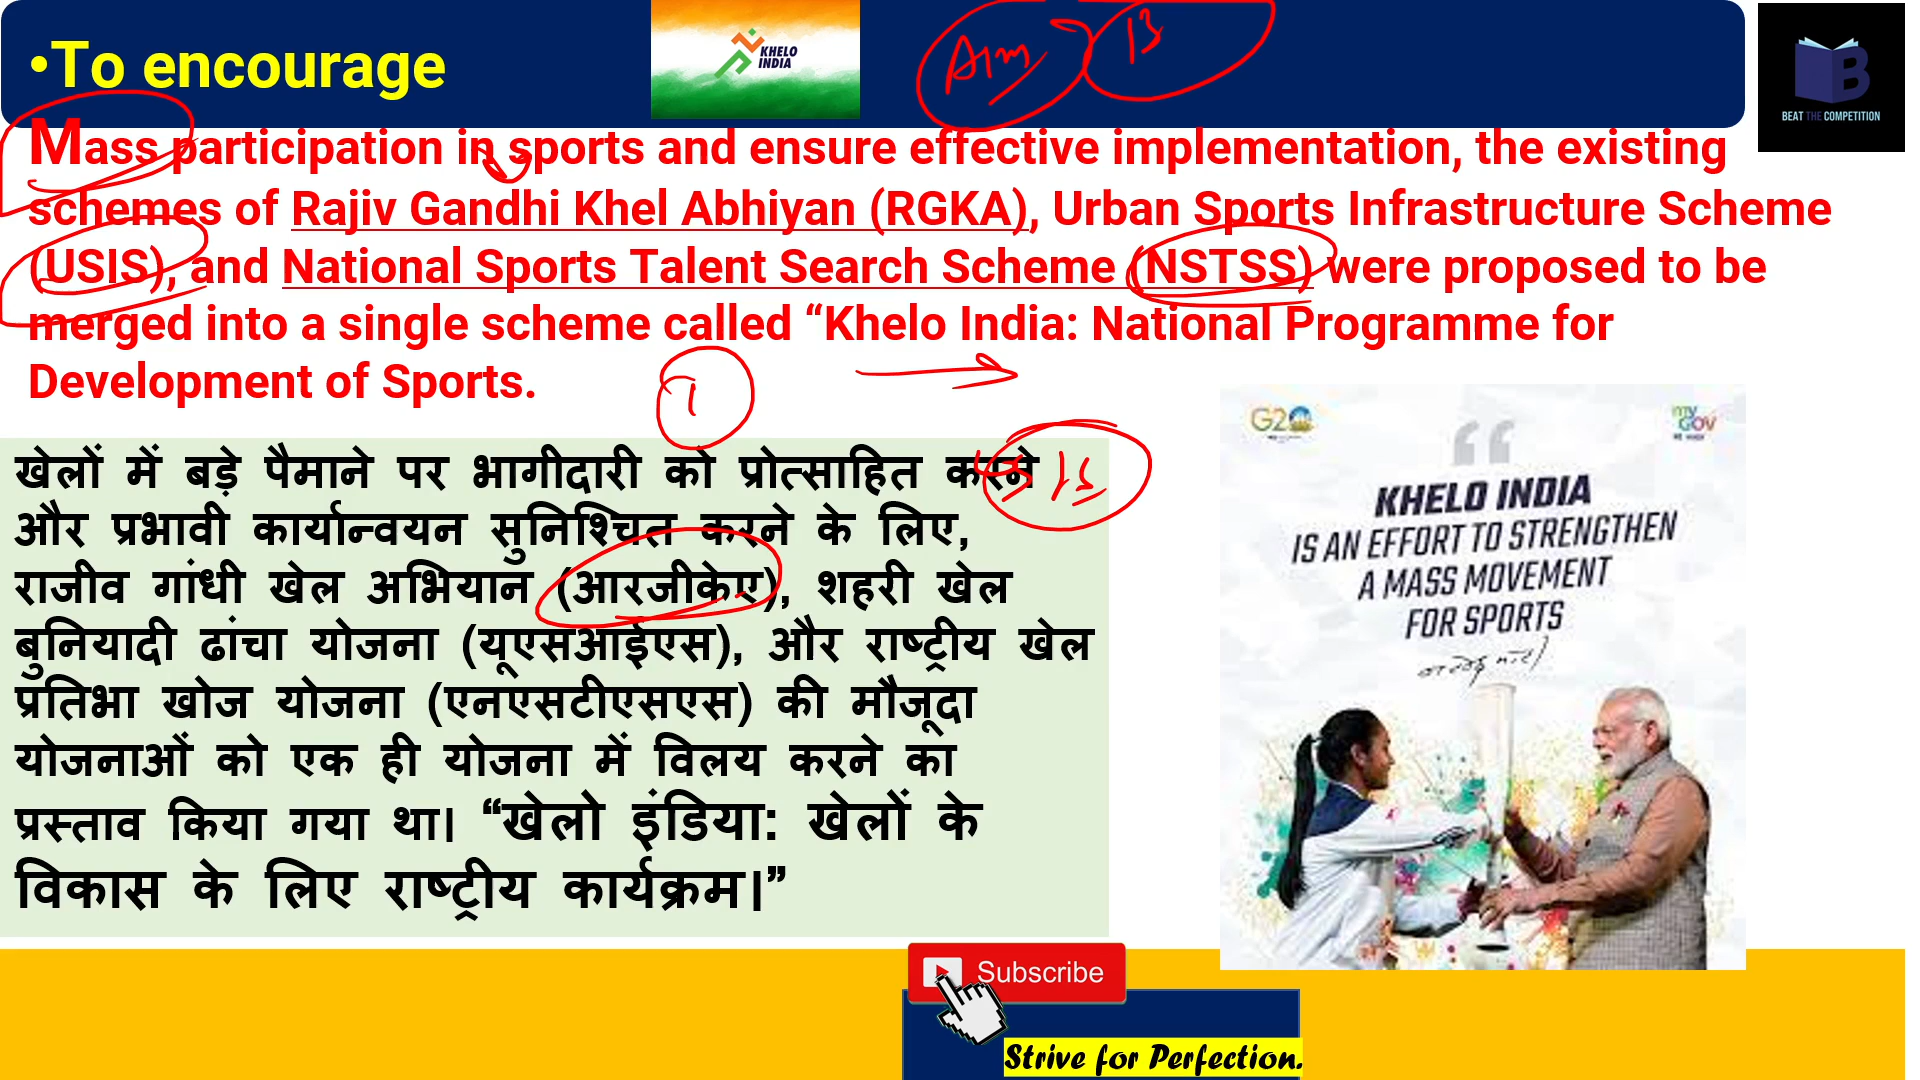 •To encourage
KHELO
INDIA
Aim
BEAT THE COMPETITION
Mass participation in sports and ensure effective implementation, the existing
schemes of Rajiv Gandhi Khel Abhiyan (RGKA), Urban Sports Infrastructure Scheme
(USIS), and National Sports Talent Search Scheme (NSTSS) were proposed to be
merged into a single scheme called “Khelo India: National Programme for
Development of Sports.
खेलों में बड़े पैमाने पर भागीदारी को प्रोत्साहित करने
और प्रभावी कार्यान्वयन सुनिश्चित करने के लिए,
राजीव गांधी खेल अभियान (आरजीकेए), शहरी खेल
बुनियादी ढांचा योजना (यूएसआईएस), और राष्ट्रीय खेल
प्रतिभा खोज योजना (एनएसटीएसएस) की मौजूदा
योजनाओं को एक ही योजना में विलय करने का
प्रस्ताव किया गया था। “खेलो इंडिया: खेलों के
विकास के लिए राष्ट्रीय कार्यक्रम।”
G20
my
GOV
“
KHELO INDIA
IS AN EFFORT TO STRENGTHEN
A MASS MOVEMENT
FOR SPORTS
Subscribe
Strive for Perfection.